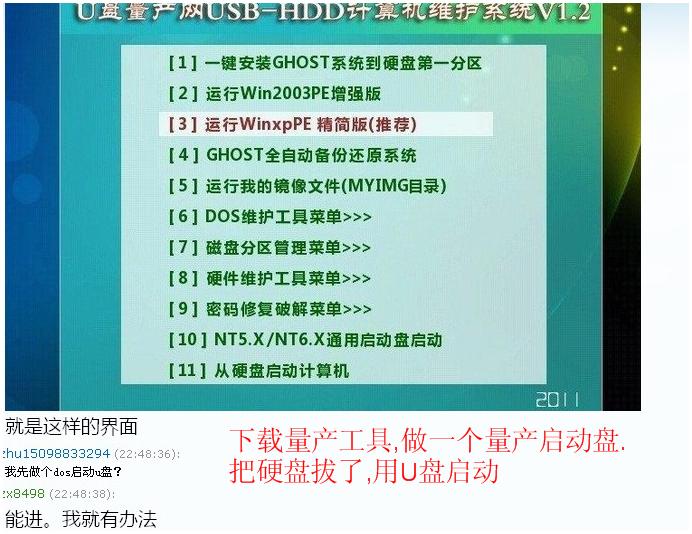 U盘量产网USB-HDD计算机维护系统V1.2
[1] 一键安装GHOST系统到硬盘第一分区
[2] 运行Win2003PE增强版
[3] 运行WinxpPE 精简版(推荐)
[4] GHOST全自动备份还原系统
[5] 运行我的镜像文件(MYIMG目录)
[6] DOS维护工具菜单>>>
[7] 磁盘分区管理菜单>>>
[8] 硬件维护工具菜单>>>
[9] 密码修复破解菜单>>>
[10] NT5.X/NT6.X通用启动盘启动
[11] 从硬盘启动计算机
2011
就是这样的界面
zhu15098833294 (22:48:36):
我先做个dos启动u盘?
zx8498 (22:48:38):
能进。我就有办法
下载量产工具,做一个量产启动盘.
把硬盘拔了,用U盘启动